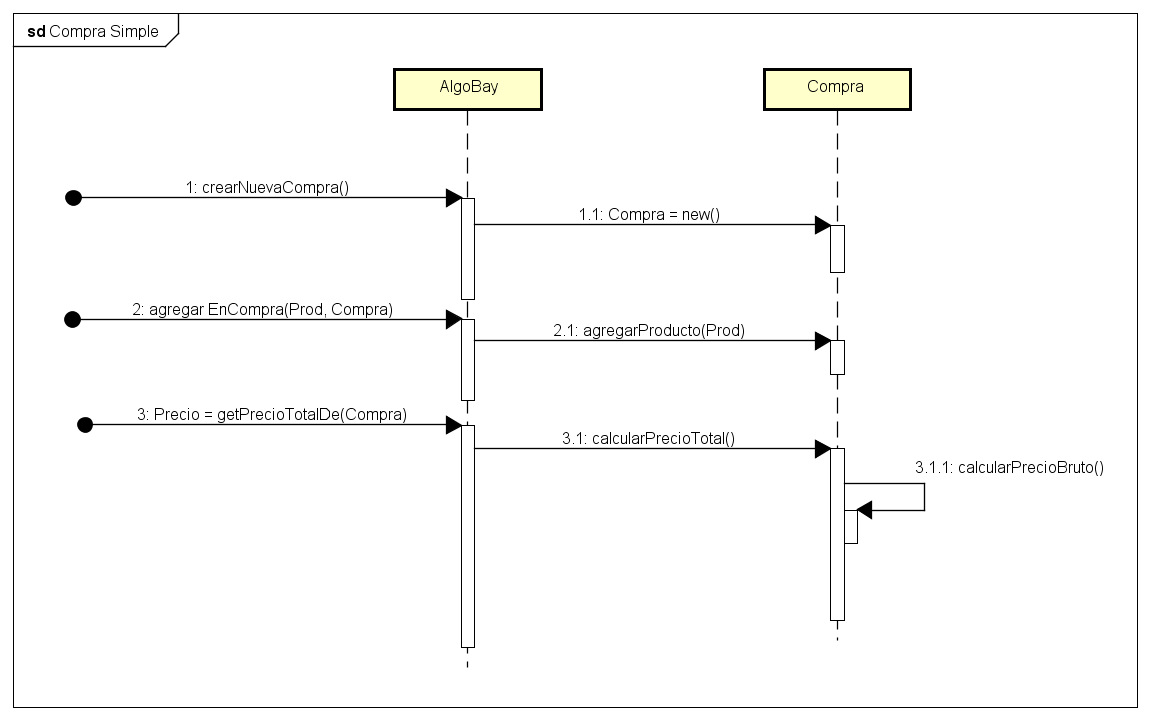 sd Compra Simple
AlgoBay
Compra
1: crearNuevaCompra()
1.1: Compra = new()
2: agregar EnCompra(Prod, Compra)
2.1: agregarProducto(Prod)
3: Precio = getPrecioTotalDe(Compra)
3.1: calcularPrecioTotal()
3.1.1: calcularPrecioBruto()